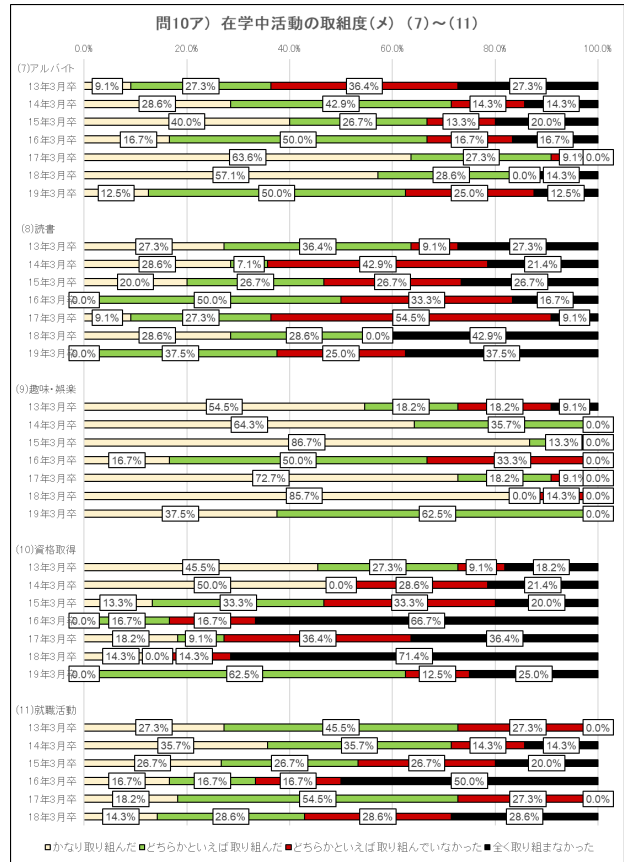 問10ア) 在学中活動の取組度(メ) (7)～(11)
0.0% 20.0% 40.0% 60.0% 80.0% 100.0%
(7)アルバイト
13年3月卒 9.1% 27.3% 36.4% 27.3%
14年3月卒 28.6% 42.9% 14.3% 14.3%
15年3月卒 40.0% 26.7% 13.3% 20.0%
16年3月卒 16.7% 50.0% 16.7% 16.7%
17年3月卒 63.6% 27.3% 9.1% 0.0%
18年3月卒 57.1% 28.6% 0.0% 14.3%
19年3月卒 12.5% 50.0% 25.0% 12.5%
(8)読書
13年3月卒 27.3% 36.4% 9.1% 27.3%
14年3月卒 28.6% 7.1% 42.9% 21.4%
15年3月卒 20.0% 26.7% 26.7% 26.7%
16年3月卒 0.0% 50.0% 33.3% 16.7%
17年3月卒 9.1% 27.3% 54.5% 9.1%
18年3月卒 28.6% 28.6% 0.0% 42.9%
19年3月卒 0.0% 37.5% 25.0% 37.5%
(9)趣味・娯楽
13年3月卒 54.5% 18.2% 18.2% 9.1%
14年3月卒 64.3% 35.7% 0.0%
15年3月卒 86.7% 13.3% 0.0%
16年3月卒 16.7% 50.0% 33.3% 0.0%
17年3月卒 72.7% 18.2% 9.1% 0.0%
18年3月卒 85.7% 0.0% 14.3% 0.0%
19年3月卒 37.5% 62.5% 0.0%
(10)資格取得
13年3月卒 45.5% 27.3% 9.1% 18.2%
14年3月卒 50.0% 0.0% 28.6% 21.4%
15年3月卒 13.3% 33.3% 33.3% 20.0%
16年3月卒 0.0% 16.7% 16.7% 66.7%
17年3月卒 18.2% 9.1% 36.4% 36.4%
18年3月卒 14.3% 0.0% 14.3% 71.4%
19年3月卒 0.0% 62.5% 12.5% 25.0%
(11)就職活動
13年3月卒 27.3% 45.5% 27.3% 0.0%
14年3月卒 35.7% 35.7% 14.3% 14.3%
15年3月卒 26.7% 26.7% 26.7% 20.0%
16年3月卒 16.7% 16.7% 16.7% 50.0%
17年3月卒 18.2% 54.5% 27.3% 0.0%
18年3月卒 14.3% 28.6% 28.6% 28.6%
かなり取り組んだ どちらかといえば取り組んだ どちらかといえば取り組んでいなかった 全く取り組まなかった